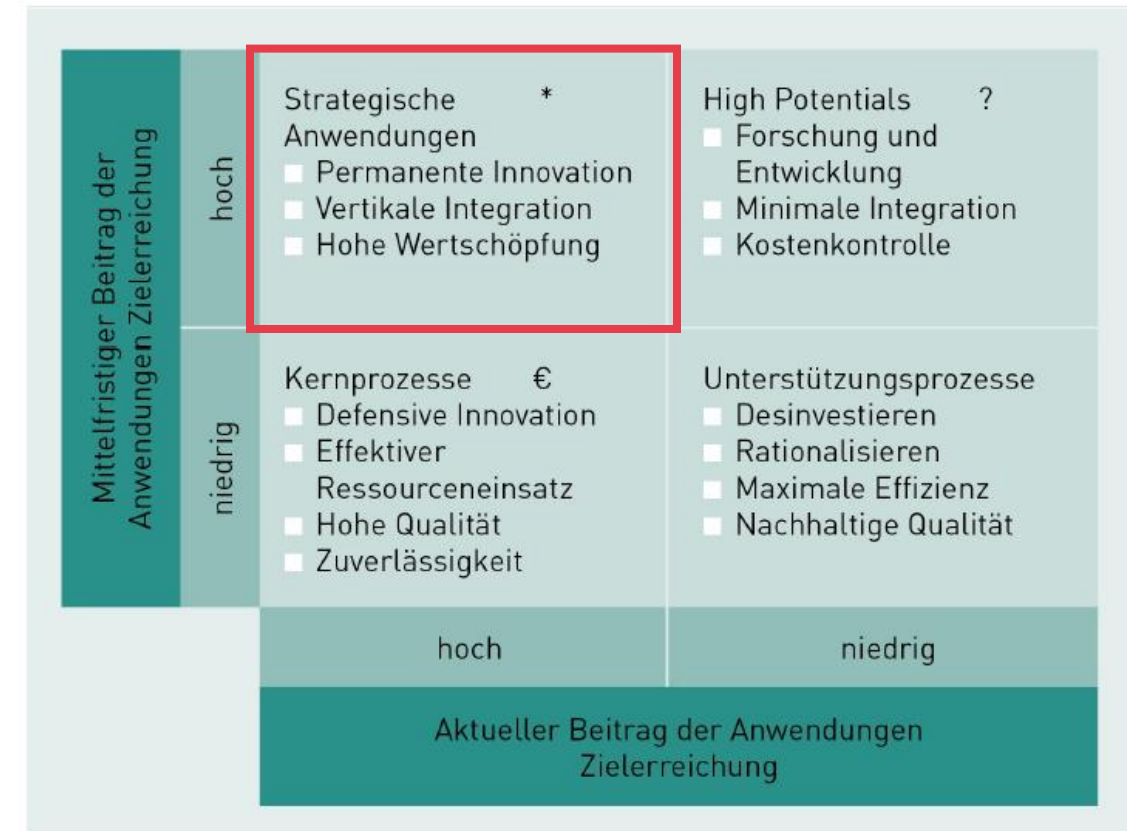 Mittelfristiger Beitrag der
Anwendungen Zielerreichung
hoch
Strategische *
Anwendungen
Permanente Innovation
Vertikale Integration
Hohe Wertschöpfung
High Potentials ?
Forschung und
Entwicklung
Minimale Integration
Kostenkontrolle
niedrig
Kernprozesse €
Defensive Innovation
Effektiver
Ressourceneinsatz
Hohe Qualität
Zuverlässigkeit
Unterstützungsprozesse
Desinvestieren
Rationalisieren
Maximale Effizienz
Nachhaltige Qualität
hoch
niedrig
Aktueller Beitrag der Anwendungen
Zielerreichung